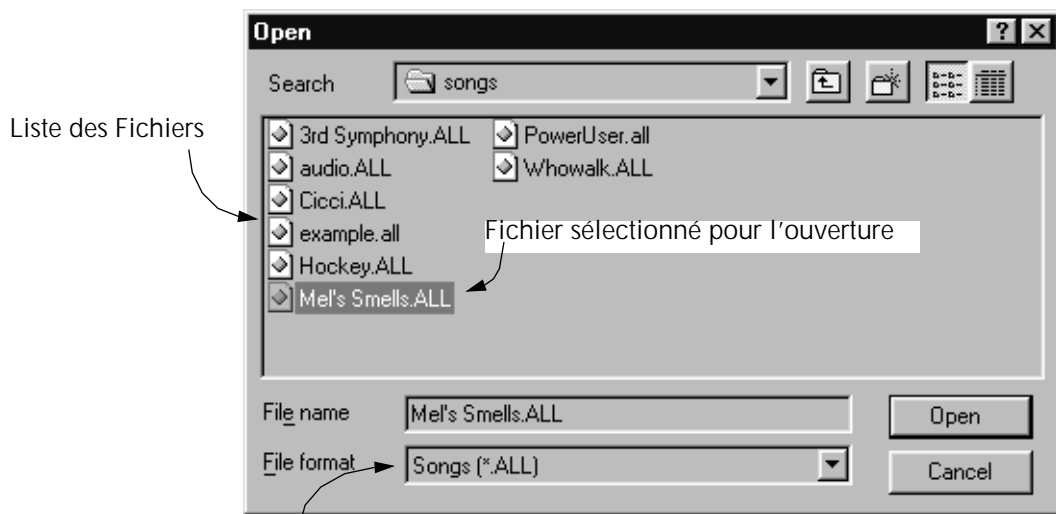 Open
Search songs
Liste des Fichiers
3rd Symphony.ALL PowerUser.all
audio.ALL Whowalk.ALL
Cicci.ALL
example.all
Fichier sélectionné pour l'ouverture
Hockey.ALL
Mel's Smells.ALL
File name Mel's Smells.ALL Open
File format Songs (*.ALL) Cancel